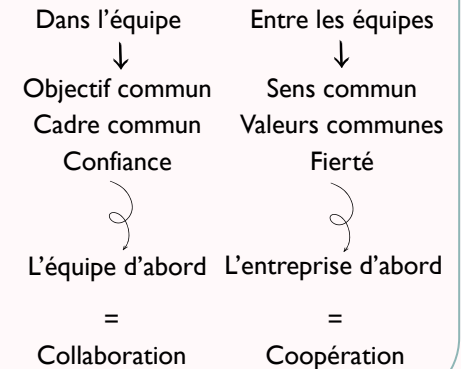 Dans l'équipe
Objectif commun
Cadre commun
Confiance
L'équipe d'abord
=
Collaboration
Entre les équipes
Sens commun
Valeurs communes
Fierté
L'entreprise d'abord
=
Coopération